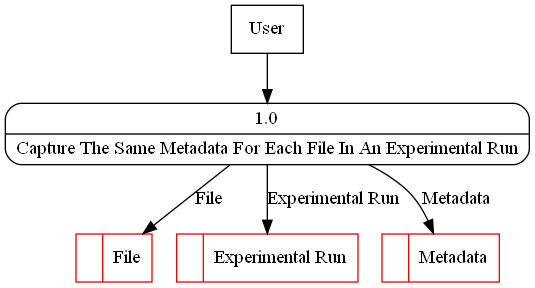 User
1.0
Capture The Same Metadata For Each File In An Experimental Run
File
Experimental Run
Metadata
File
Experimental Run
Metadata